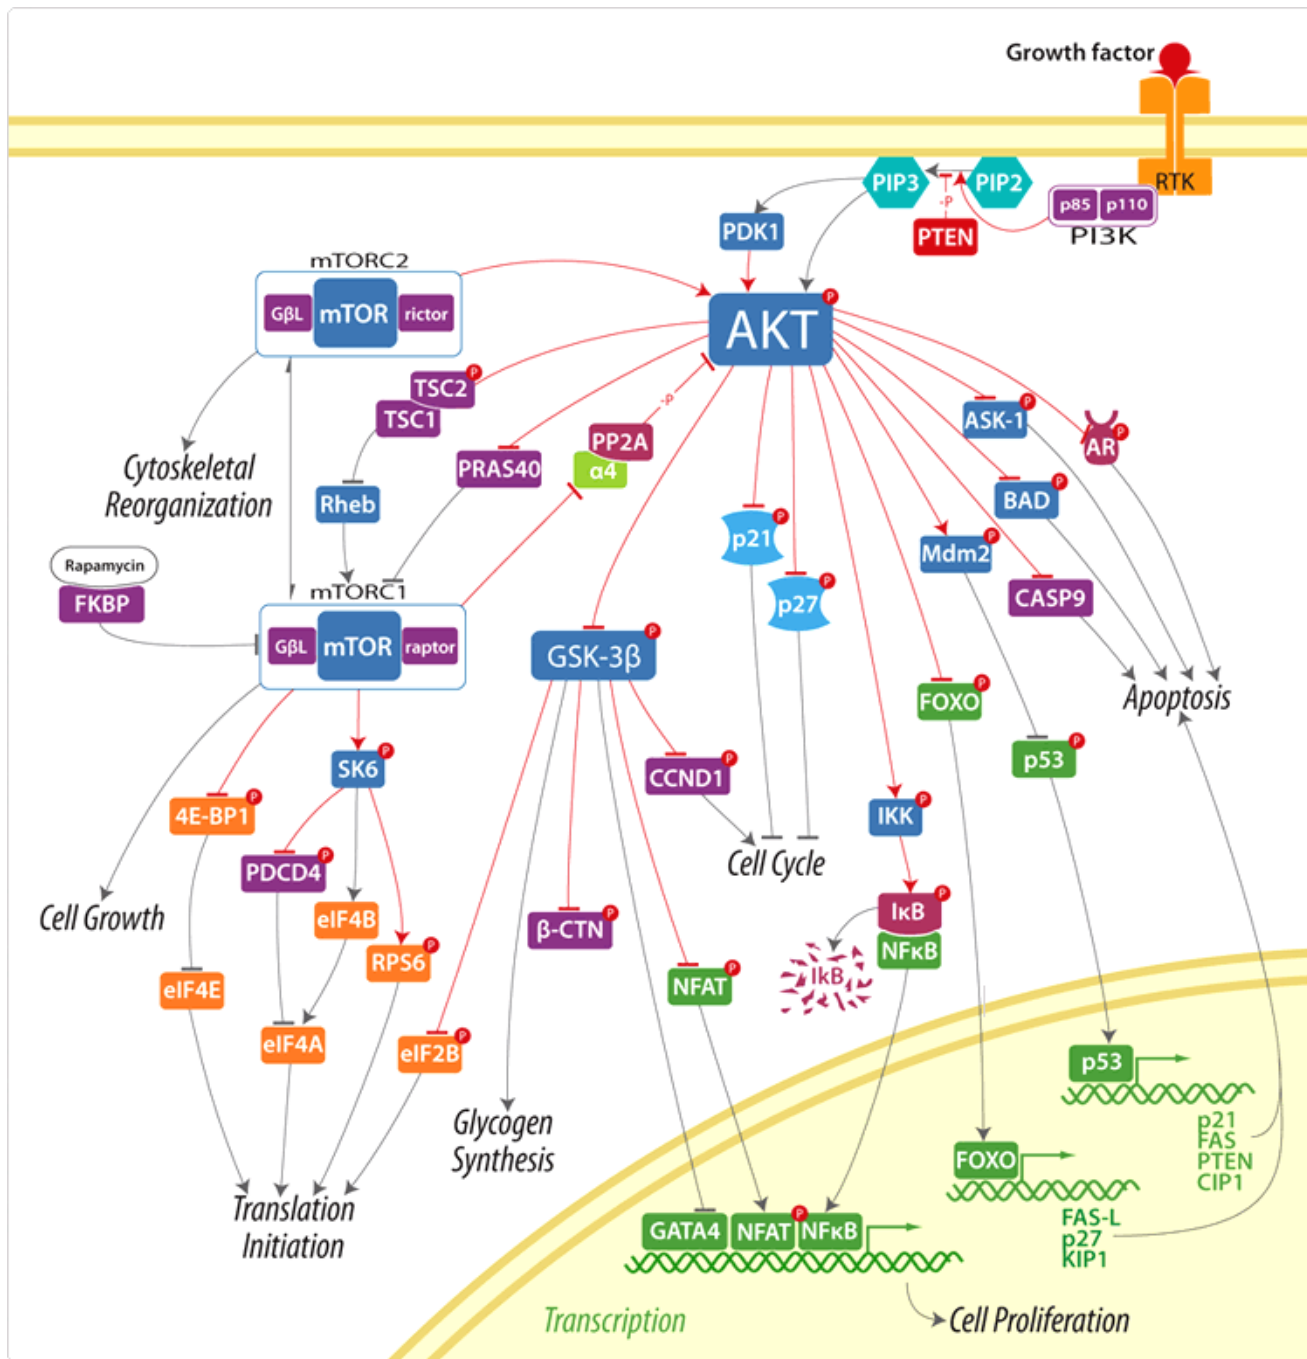 Growth factor
RTK
PIP3
PIP2
p85
p110
PI3K
-P
PTEN
PDK1
mTORC2
GβL
mTOR
rictor
AKT
P
TSC2
P
TSC1
-P
PP2A
α4
PRAS40
ASK-1
P
AR
P
Cytoskeletal
Reorganization
Rheb
BAD
P
p21
P
Mdm2
P
Rapamycin
FKBP
mTORC1
CASP9
p27
P
GβL
mTOR
raptor
GSK-3β
P
FOXO
P
Apoptosis
SK6
P
CCND1
P
p53
P
4E-BP1
P
IKK
P
PDCD4
P
Cell Cycle
Cell Growth
eIF4B
β-CTN
P
IκB
P
NFκB
RPS6
P
eIF4E
NFAT
P
IkB
eIF4A
eIF2B
P
p53
Glycogen
Synthesis
p21
FAS
PTEN
CIP1
FOXO
Translation
Initiation
GATA4
NFAT
P
NFκB
FAS-L
p27
KIP1
Transcription
Cell Proliferation